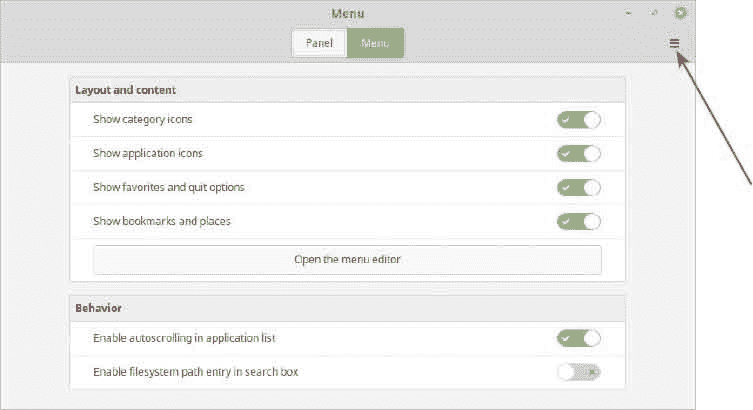 Menu
Panel Menu
Layout and content
Show category icons
Show application icons
Show favorites and quit options
Show bookmarks and places
Open the menu editor
Behavior
Enable autoscrolling in application list
Enable filesystem path entry in search box